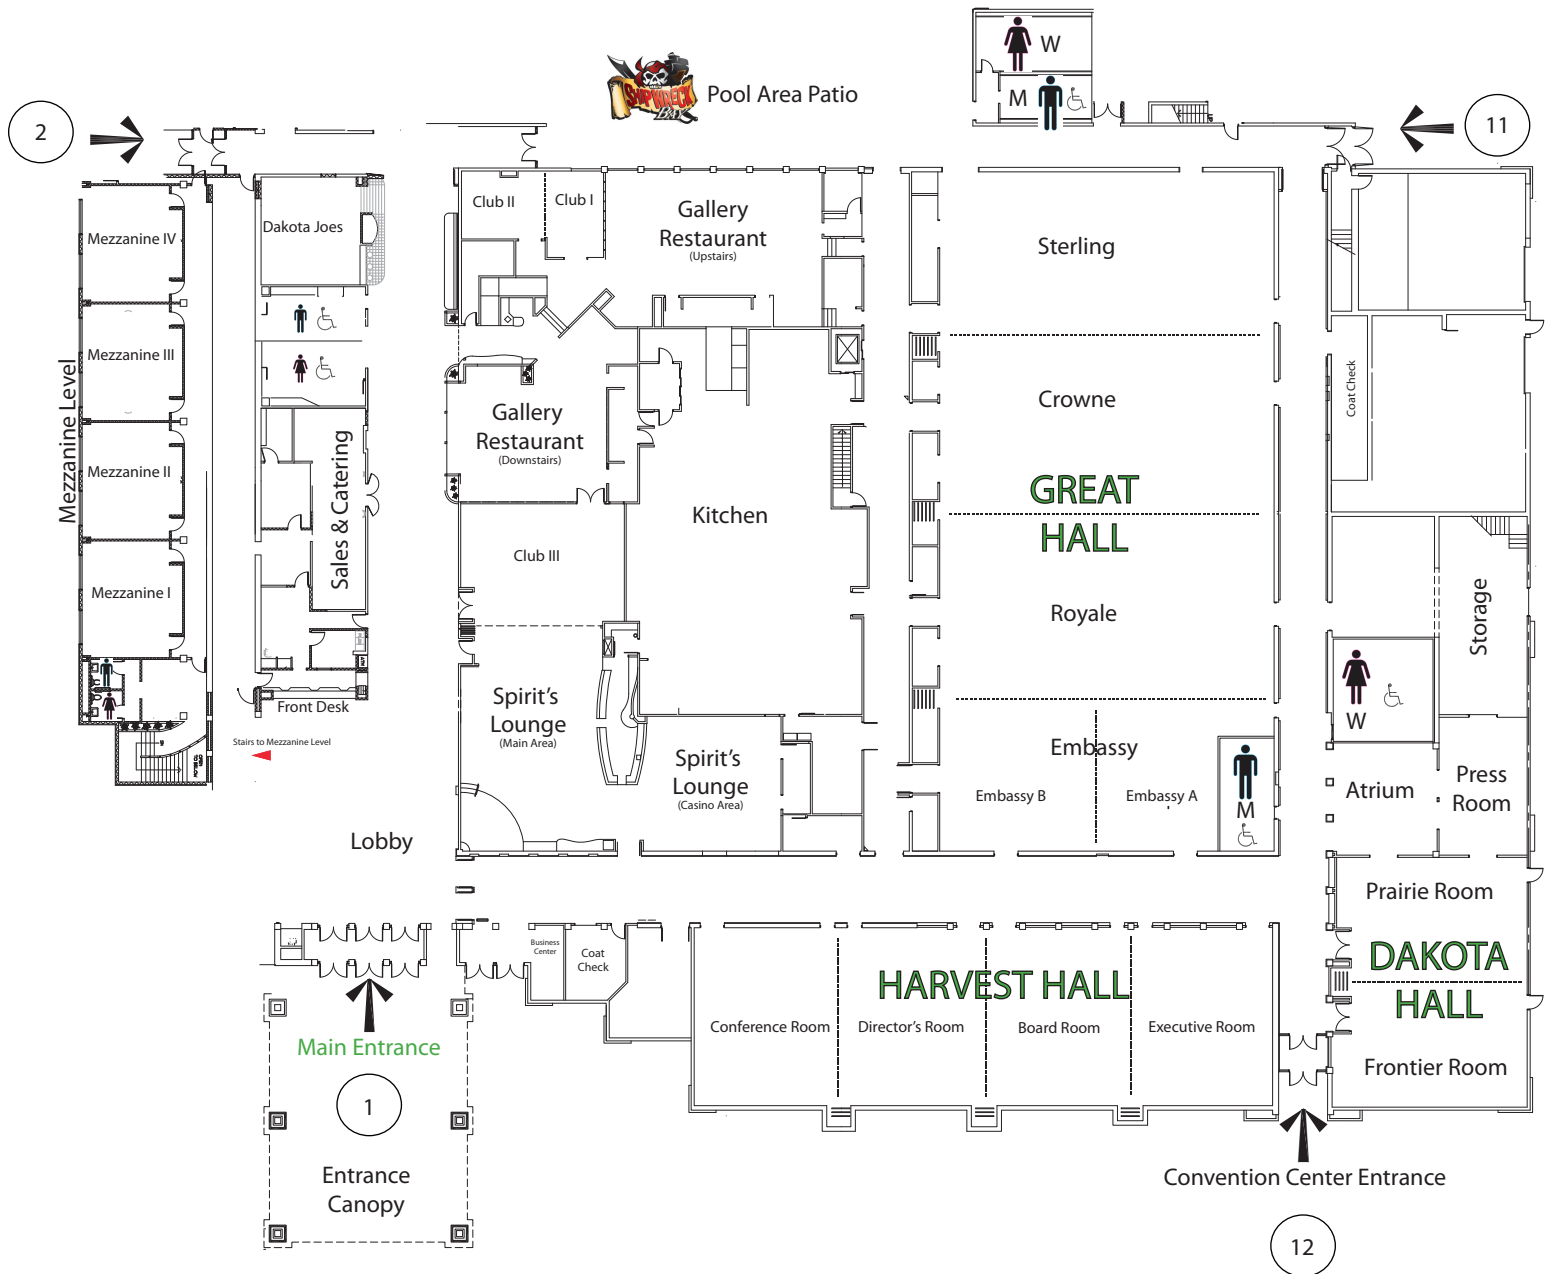 W
M
SHIPWRECK
BAY
Pool Area Patio
2
11
Mezzanine Level
Mezzanine IV
Mezzanine III
Mezzanine II
Mezzanine I
Dakota Joes
Sales & Catering
Front Desk
Stairs to Mezzanine Level
Club II
Club I
Gallery
Restaurant
(Upstairs)
Gallery
Restaurant
(Downstairs)
Club III
Kitchen
Spirit's
Lounge
(Main Area)
Spirit's
Lounge
(Casino Area)
Lobby
Sterling
Crowne
GREAT
HALL
Royale
Embassy
Embassy B
Embassy A
M
Coat Check
Storage
W
Atrium
Press
Room
Prairie Room
DAKOTA
HALL
Frontier Room
Business
Center
Coat
Check
HARVEST HALL
Conference Room
Director's Room
Board Room
Executive Room
Main Entrance
1
Entrance
Canopy
Convention Center Entrance
12